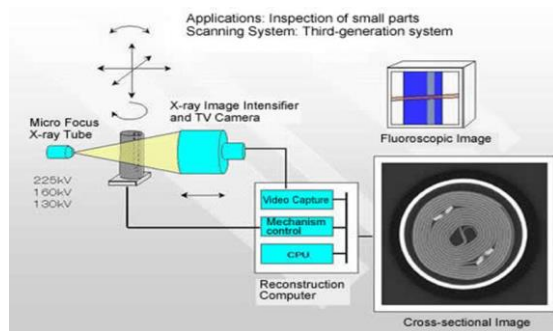 Applications: Inspection of small parts
Scanning System: Third-generation system
X-ray Image Intensifier
and TV Camera
Micro Focus
X-ray Tube
225kV
160kV
130kV
Fluoroscopic Image
Video Capture
Mechanism
control
CPU
Reconstruction
Computer
Cross-sectional Image